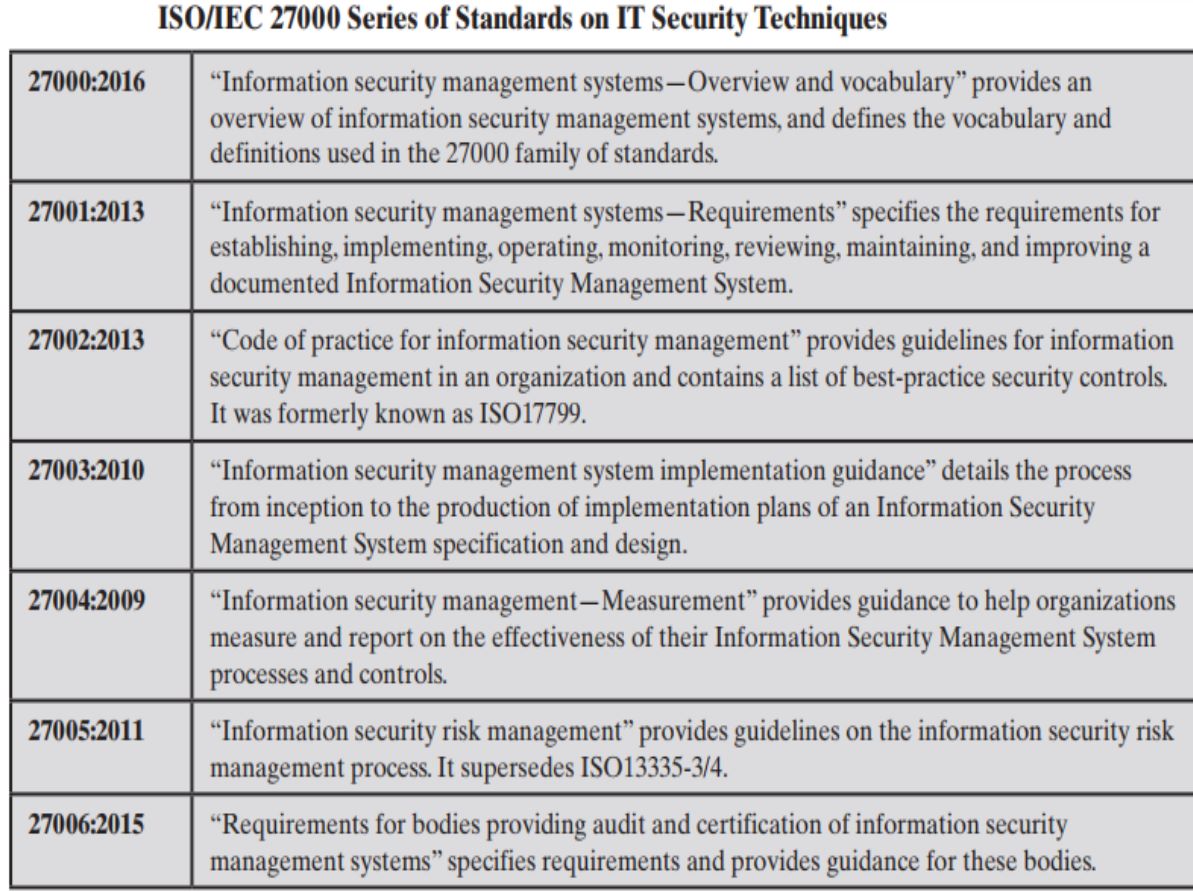 ISO/IEC 27000 Series of Standards on IT Security Techniques
27000:2016
“Information security management systems—Overview and vocabulary” provides an
overview of information security management systems, and defines the vocabulary and
definitions used in the 27000 family of standards.
27001:2013
“Information security management systems—Requirements” specifies the requirements for
establishing, implementing, operating, monitoring, reviewing, maintaining, and improving a
documented Information Security Management System.
27002:2013
“Code of practice for information security management” provides guidelines for information
security management in an organization and contains a list of best-practice security controls.
It was formerly known as ISO17799.
27003:2010
“Information security management system implementation guidance” details the process
from inception to the production of implementation plans of an Information Security
Management System specification and design.
27004:2009
“Information security management—Measurement” provides guidance to help organizations
measure and report on the effectiveness of their Information Security Management System
processes and controls.
27005:2011
“Information security risk management” provides guidelines on the information security risk
management process. It supersedes ISO13335-3/4.
27006:2015
“Requirements for bodies providing audit and certification of information security
management systems” specifies requirements and provides guidance for these bodies.